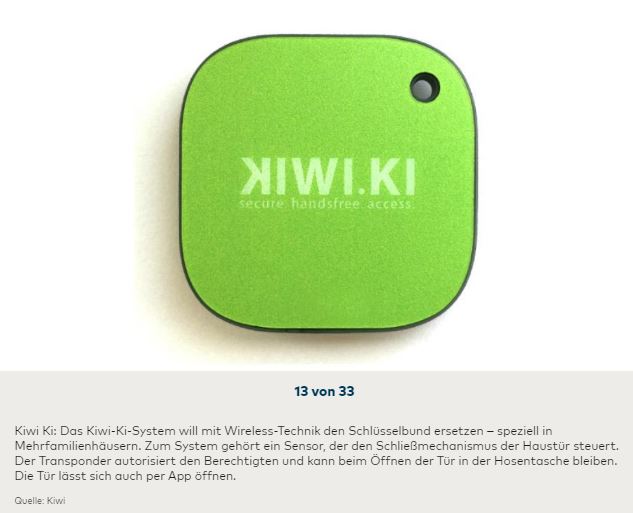 KIWI.KI
secure. handsfree. access.
13 von 33
Kiwi Ki: Das Kiwi-Ki-System will mit Wireless-Technik den Schlüsselbund ersetzen – speziell in
Mehrfamilienhäusern. Zum System gehört ein Sensor, der den Schließmechanismus der Haustür steuert.
Der Transponder autorisiert den Berechtigten und kann beim Öffnen der Tür in der Hosentasche bleiben.
Die Tür lässt sich auch per App öffnen.
Quelle: Kiwi